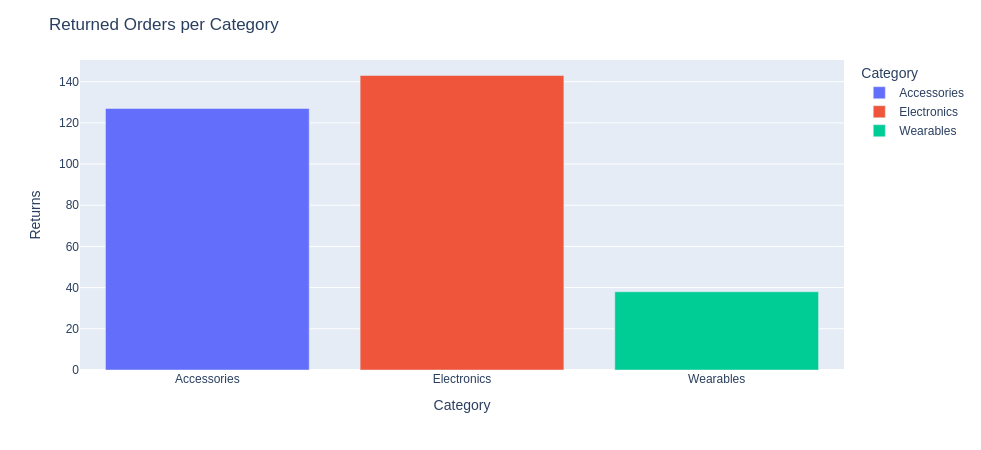 Returned Orders per Category
140
120
100
80
60
40
20
0
Returns
Accessories
Electronics
Wearables
Category
Category
Accessories
Electronics
Wearables